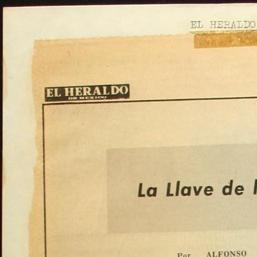 EL HERALDO
EL HERALDO
DE MEXICO
La Llave de
Por ALFONSO